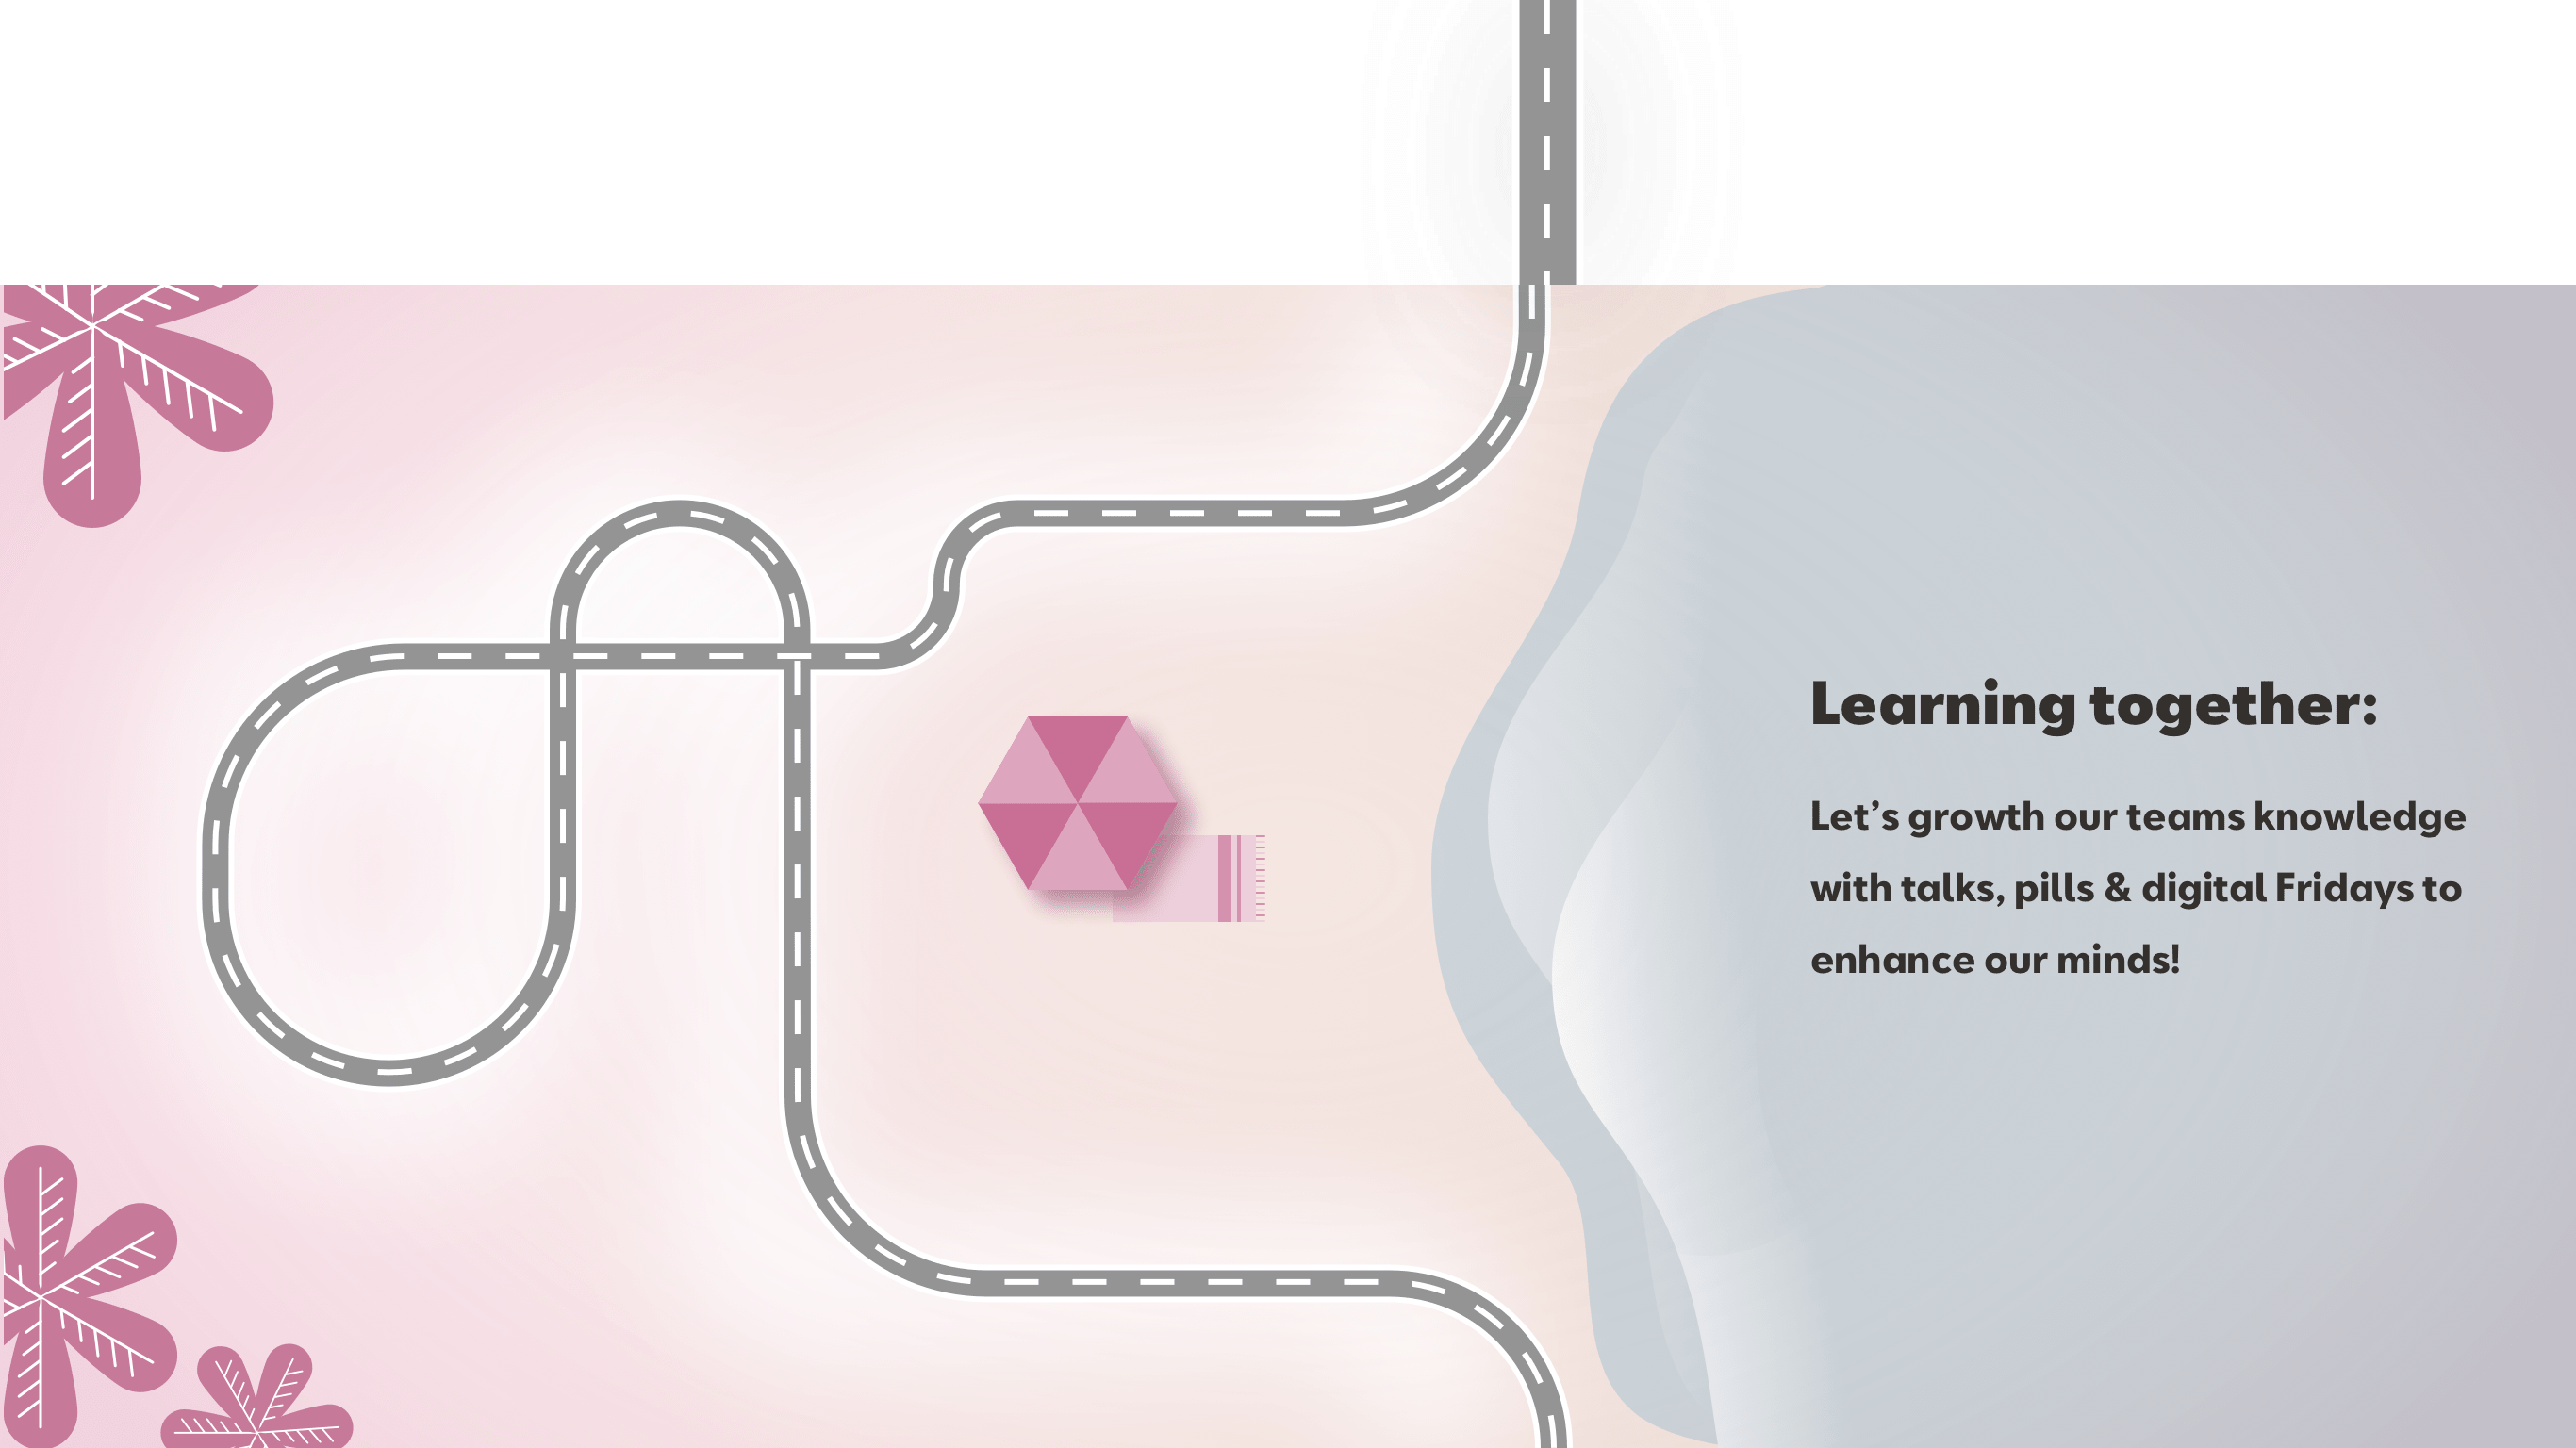 Learning together:
Let’s growth our teams knowledge
with talks, pills & digital Fridays to
enhance our minds!